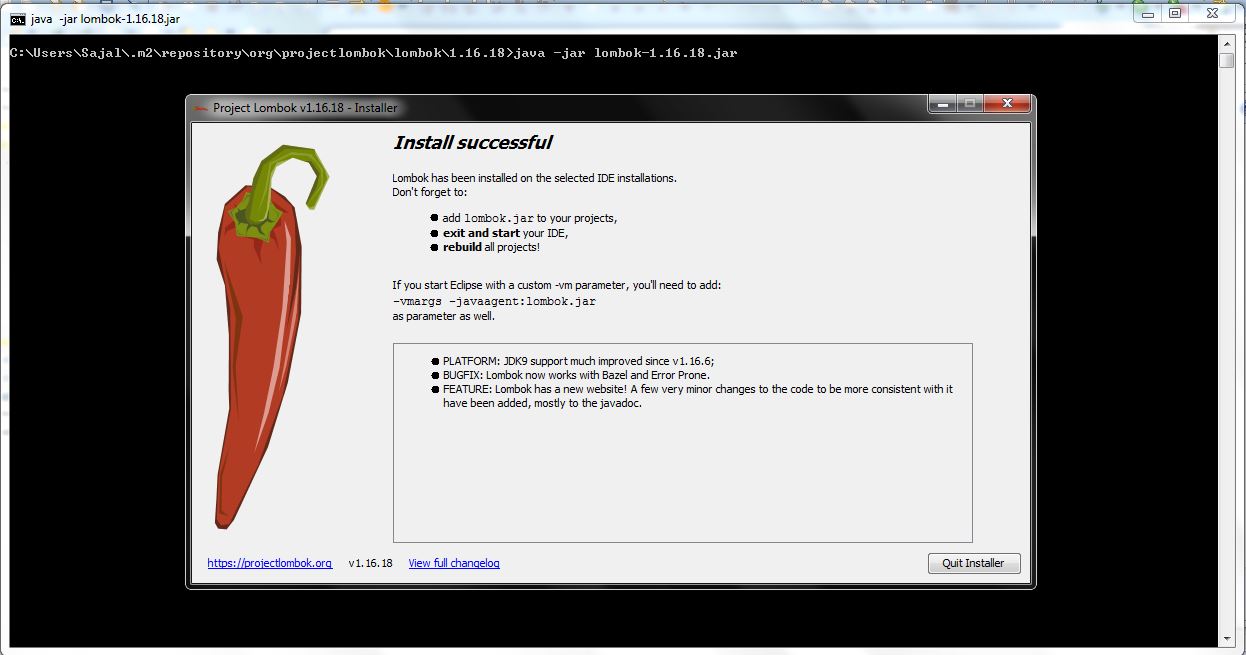 java -jar lombok-1.16.18.jar
C:\Users\Sajal\.m2\repository\org\projectlombok\lombok\1.16.18>java -jar lombok-1.16.18.jar
Project Lombok v1.16.18 - Installer
Install successful
Lombok has been installed on the selected IDE installations.
Don't forget to:
● add lombok.jar to your projects,
● exit and start your IDE,
● rebuild all projects!
If you start Eclipse with a custom -vm parameter, you'll need to add:
-vmargs -javaagent:lombok.jar
as parameter as well.
● PLATFORM: JDK9 support much improved since v1.16.6;
● BUGFIX: Lombok now works with Bazel and Error Prone.
● FEATURE: Lombok has a new website! A few very minor changes to the code to be more consistent with it
have been added, mostly to the javadoc.
https://projectlombok.org v1.16.18 View full changelog Quit Installer